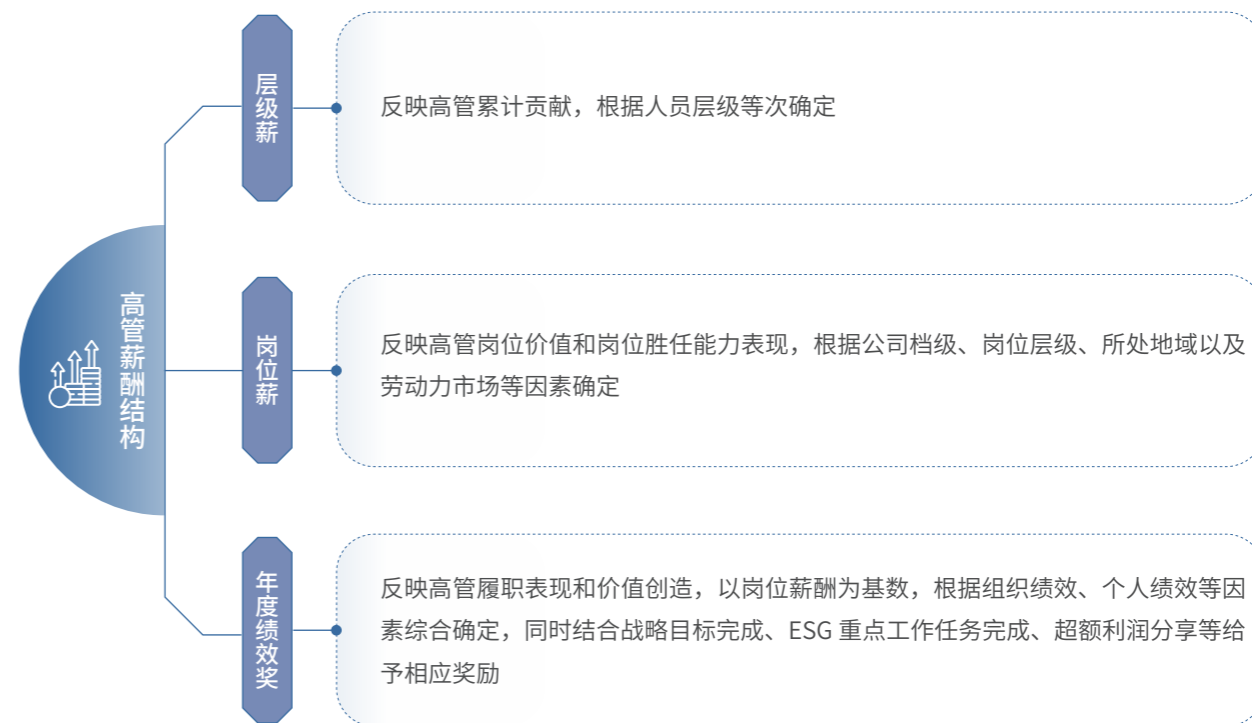 高管薪酬结构
层级薪
反映高管累计贡献，根据人员层级等次确定
岗位薪
反映高管岗位价值和岗位胜任能力表现，根据公司档级、岗位层级、所处地域以及
劳动力市场等因素确定
年度绩效奖
反映高管履职表现和价值创造，以岗位薪酬为基数，根据组织绩效、个人绩效等因
素综合确定，同时结合战略目标完成、ESG 重点工作任务完成、超额利润分享等给
予相应奖励